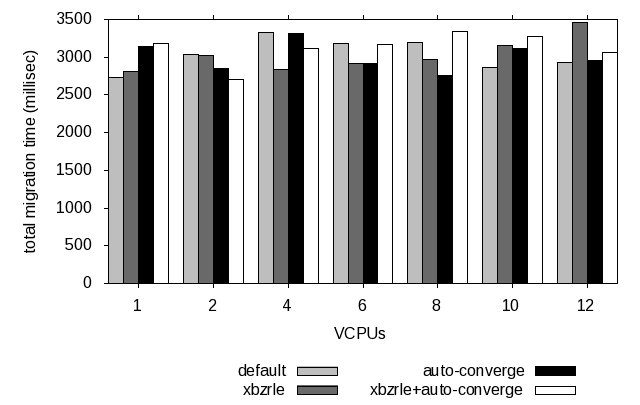 3500
3000
2500
2000
1500
1000
500
0
total migration time (millisec)
1 2 4 6 8 10 12
VCPUs
default auto-converge
xbzrle xbzrle+auto-converge